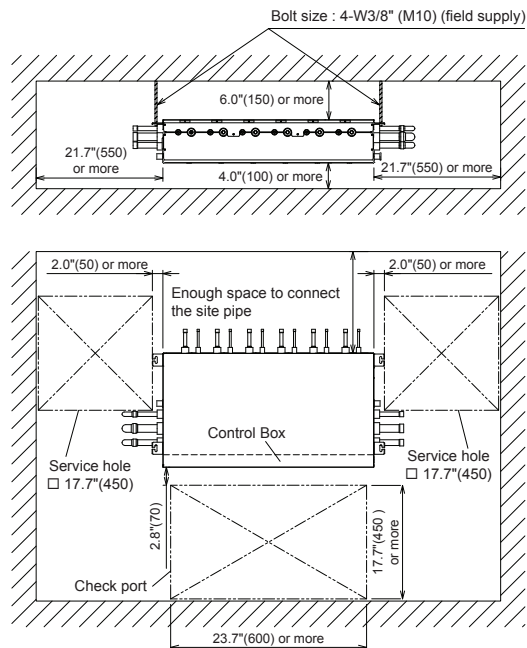 Bolt size : 4-W3/8" (M10) (field supply)
6.0"(150) or more
21.7"(550)
or more
21.7"(550)
or more
4.0"(100) or more
2.0"(50) or more
2.0"(50) or more
Enough space to connect
the site pipe
Control Box
Service hole
□ 17.7"(450)
Service hole
□ 17.7"(450)
2.8"(70)
17.7"(450)
or more
Check port
23.7"(600) or more